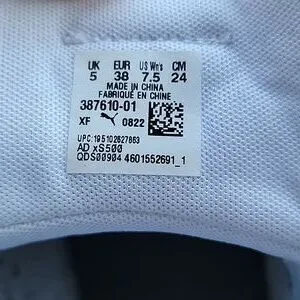 UK EUR US Wn's CM
5 38 7.5 24
MADE IN CHINA
FABRIQUÉ EN CHINE
387610-01
XF 0822
UPC:195102627863
AD xS500
QDS00904 4601552691_1